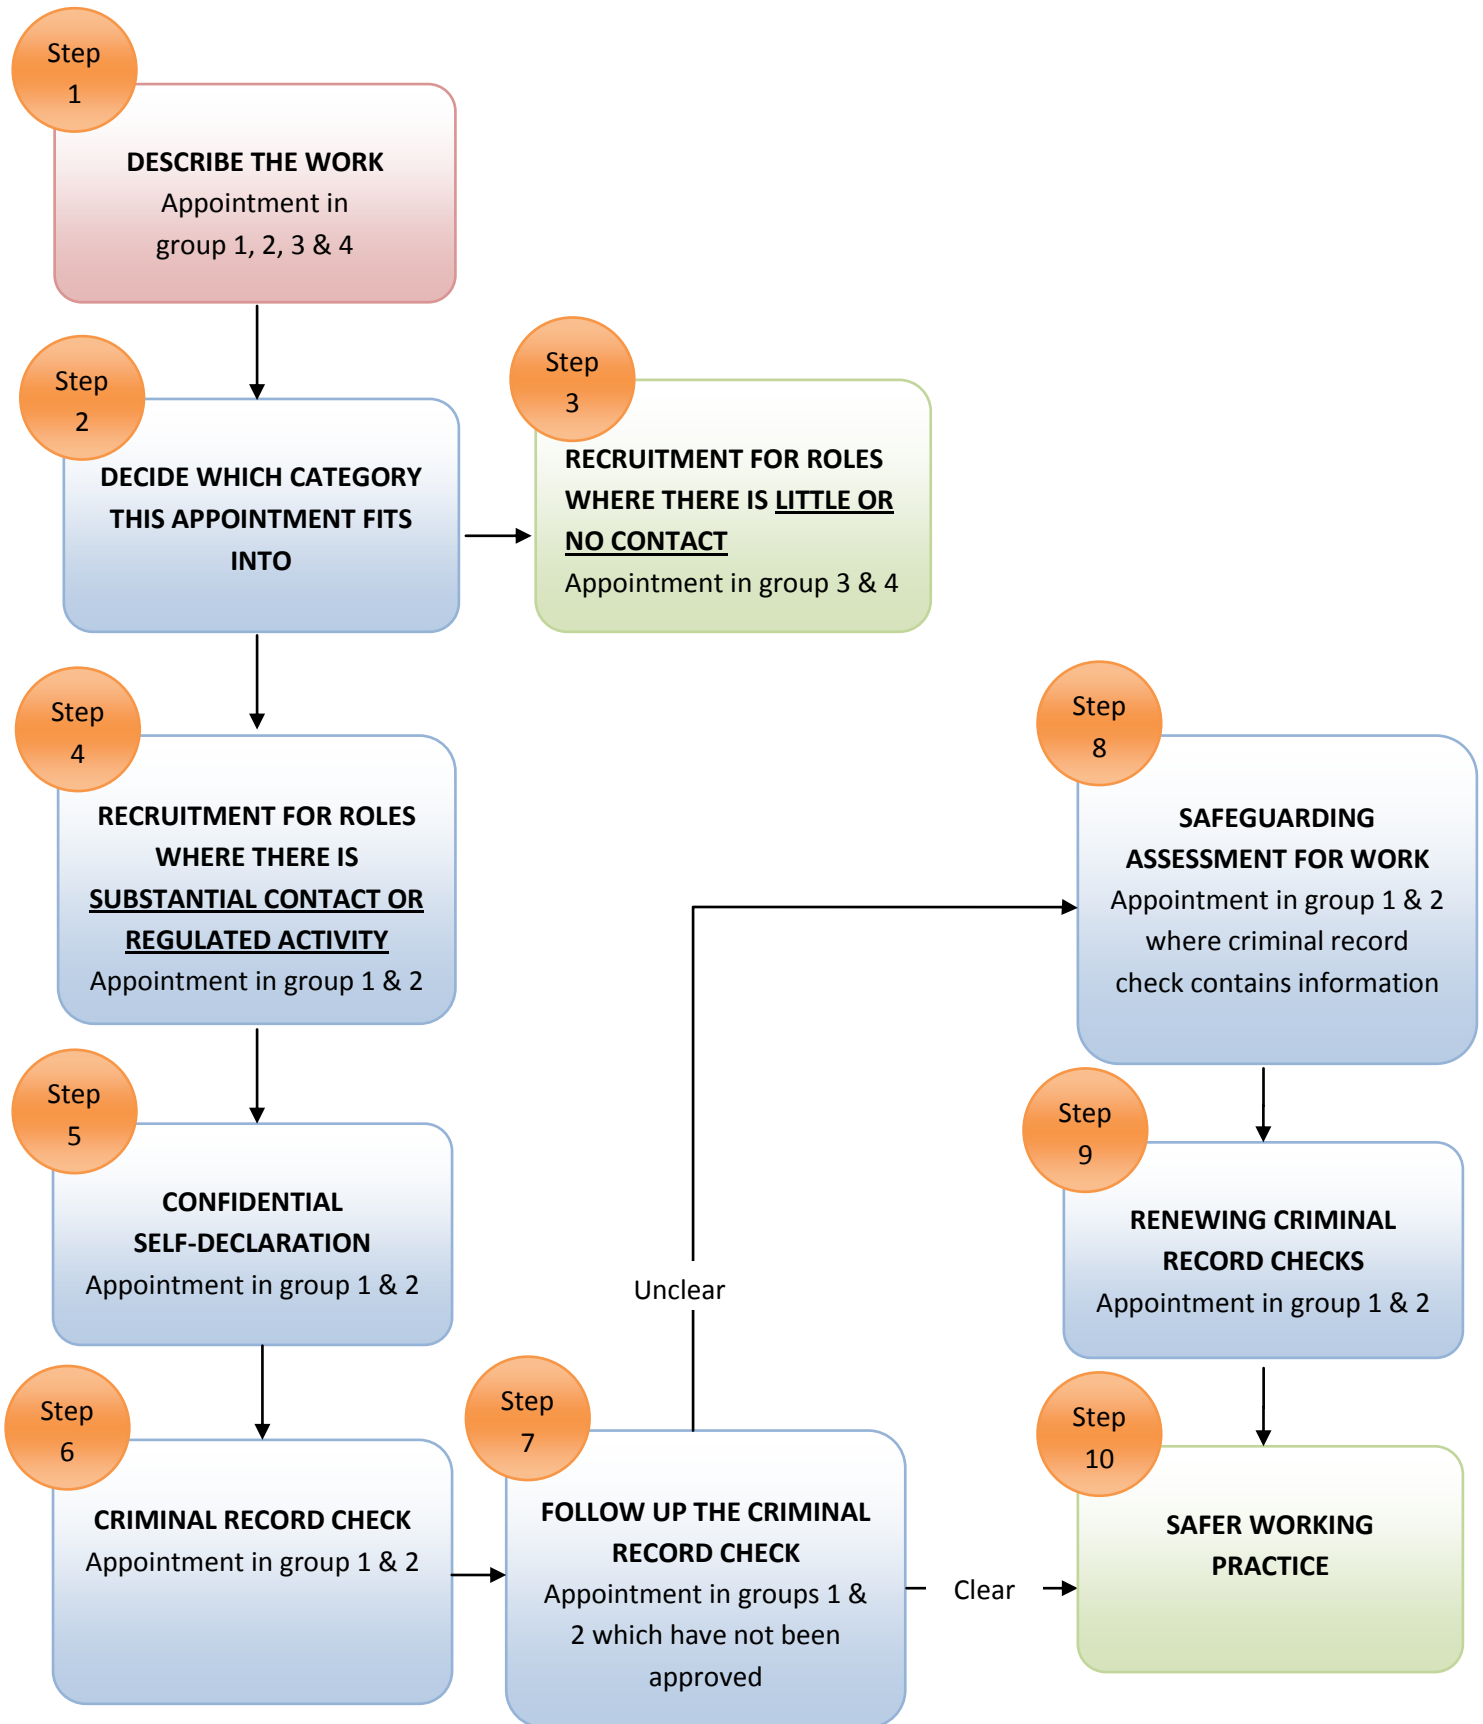 Step
1
DESCRIBE THE WORK
Appointment in
group 1, 2, 3 & 4
Step
2
DECIDE WHICH CATEGORY
THIS APPOINTMENT FITS
INTO
Step
3
RECRUITMENT FOR ROLES
WHERE THERE IS LITTLE OR
NO CONTACT
Appointment in group 3 & 4
Step
4
RECRUITMENT FOR ROLES
WHERE THERE IS
SUBSTANTIAL CONTACT OR
REGULATED ACTIVITY
Appointment in group 1 & 2
Step
5
CONFIDENTIAL
SELF-DECLARATION
Appointment in group 1 & 2
Step
6
CRIMINAL RECORD CHECK
Appointment in group 1 & 2
Step
7
FOLLOW UP THE CRIMINAL
RECORD CHECK
Appointment in groups 1 &
2 which have not been
approved
Unclear
Clear
Step
8
SAFEGUARDING
ASSESSMENT FOR WORK
Appointment in group 1 & 2
where criminal record
check contains information
Step
9
RENEWING CRIMINAL
RECORD CHECKS
Appointment in group 1 & 2
Step
10
SAFER WORKING
PRACTICE